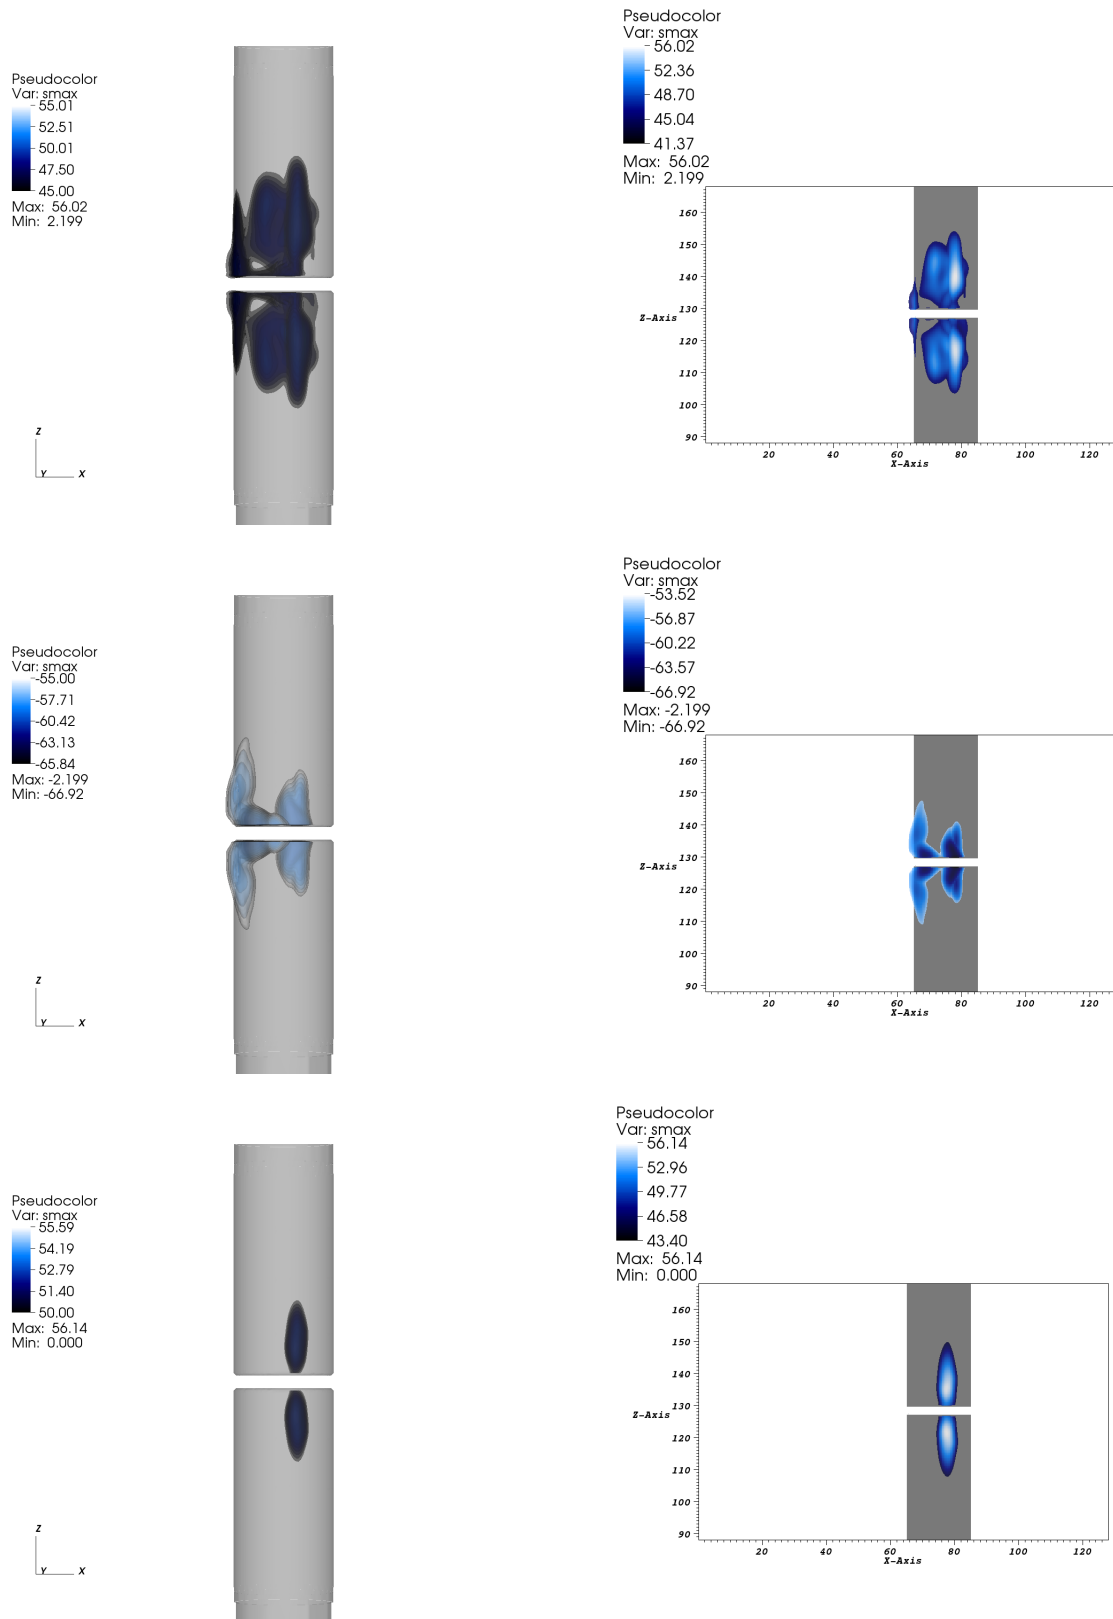 Pseudocolor
Var: smax
55.01
52.51
50.01
47.50
45.00
Max: 56.02
Min: 2.199
Z
Y X
Pseudocolor
Var: smax
56.02
52.36
48.70
45.04
41.37
Max: 56.02
Min: 2.199
160
150
140
130
Z-Axis
120
110
100
90
20 40 60 80 100 120
X-Axis
Pseudocolor
Var: smax
-55.00
-57.71
-60.42
-63.13
-65.84
Max: -2.199
Min: -66.92
Z
Y X
Pseudocolor
Var: smax
-53.52
-56.87
-60.22
-63.57
-66.92
Max: -2.199
Min: -66.92
160
150
140
130
Z-Axis
120
110
100
90
20 40 60 80 100 120
X-Axis
Pseudocolor
Var: smax
55.59
54.19
52.79
51.40
50.00
Max: 56.14
Min: 0.000
Z
Y X
Pseudocolor
Var: smax
56.14
52.96
49.77
46.58
43.40
Max: 56.14
Min: 0.000
160
150
140
130
Z-Axis
120
110
100
90
20 40 60 80 100 120
X-Axis